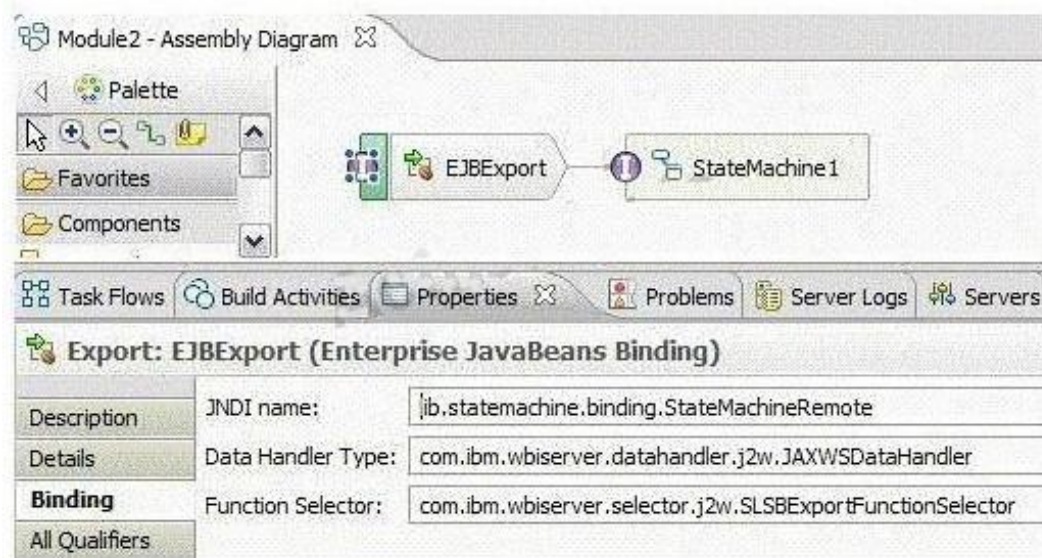 Module2 - Assembly Diagram
Palette
Favorites
Components
EJBExport
StateMachine1
Task Flows Build Activities Properties Problems Server Logs Servers
Export: EJBExport (Enterprise JavaBeans Binding)
Description
JNDI name: ib.statemachine.binding.StateMachineRemote
Details
Data Handler Type: com.ibm.wbiserver.datahandler.j2w.JAXWSDataHandler
Binding
Function Selector: com.ibm.wbiserver.selector.j2w.SLSBExportFunctionSelector
All Qualifiers